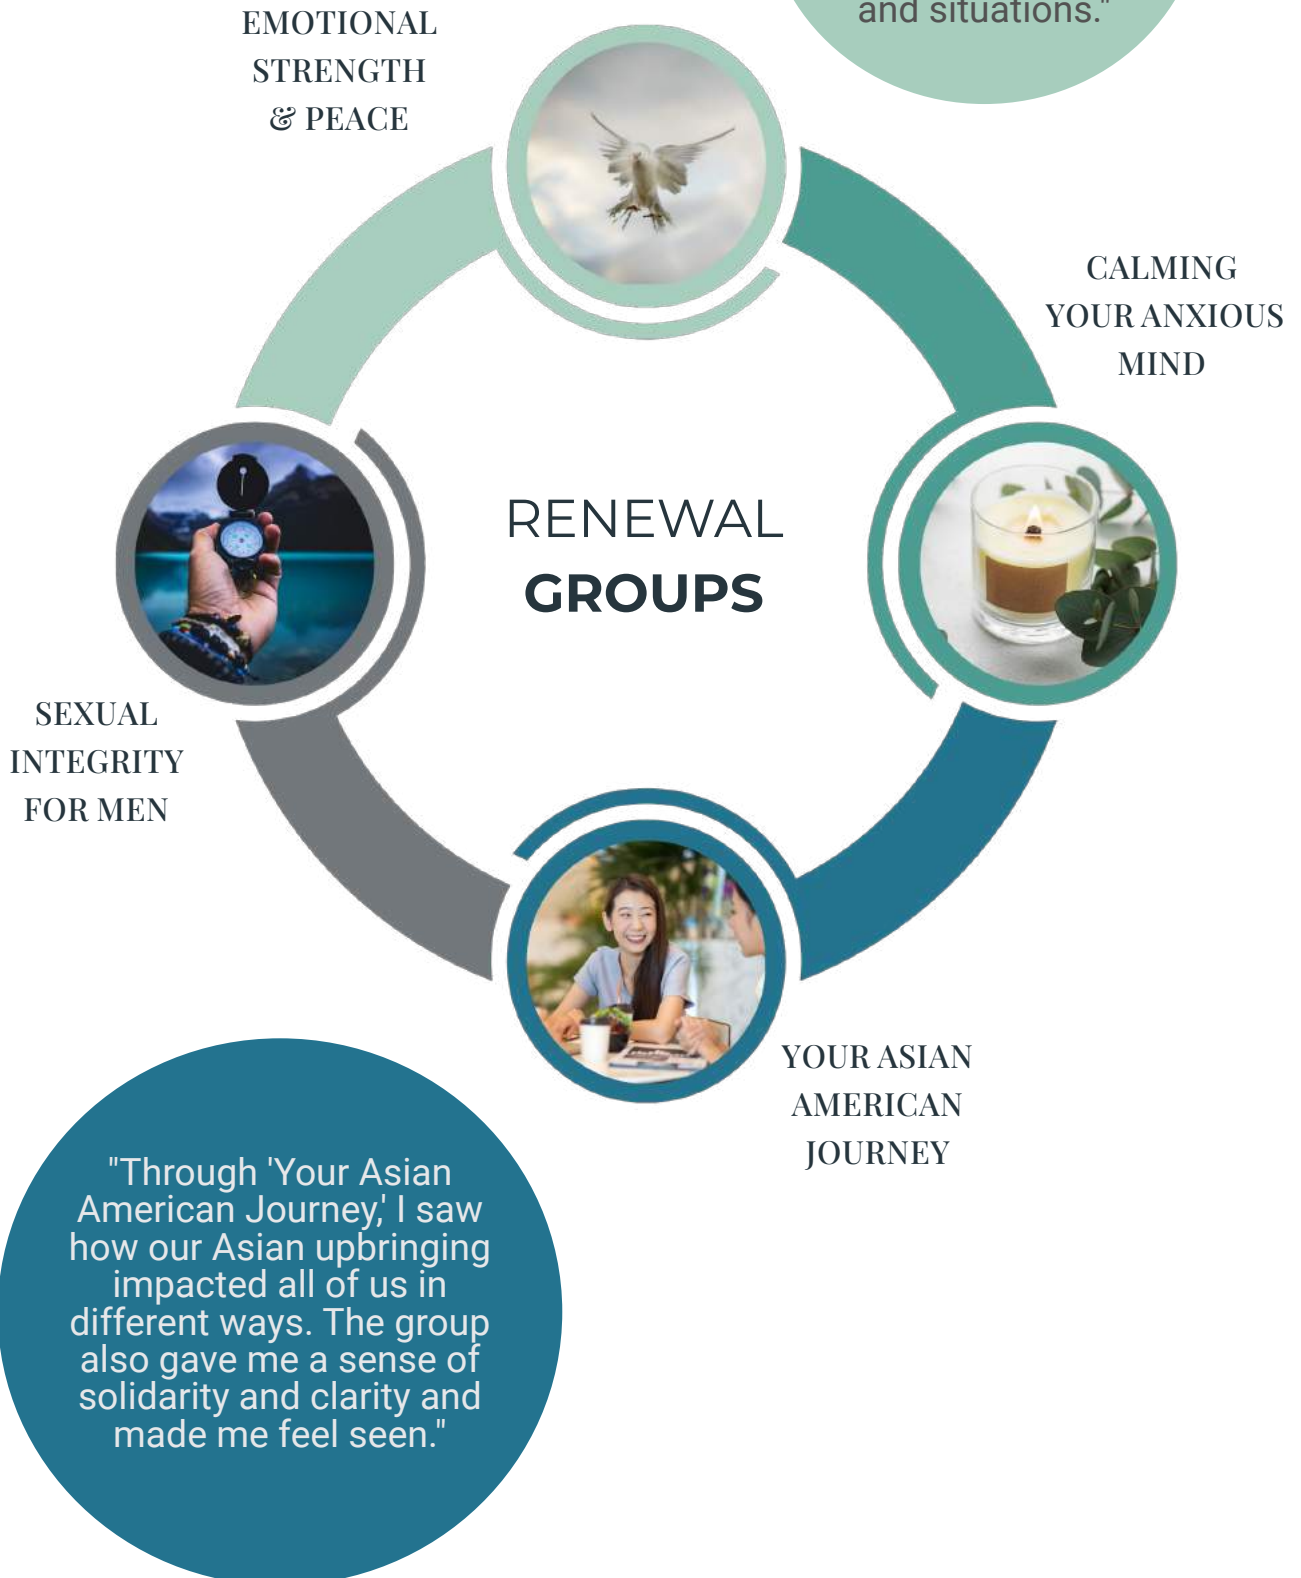 and situations."
EMOTIONAL
STRENGTH
& PEACE
CALMING
YOUR ANXIOUS
MIND
RENEWAL
GROUPS
SEXUAL
INTEGRITY
FOR MEN
YOUR ASIAN
AMERICAN
JOURNEY
"Through 'Your Asian
American Journey,' I saw
how our Asian upbringing
impacted all of us in
different ways. The group
also gave me a sense of
solidarity and clarity and
made me feel seen."